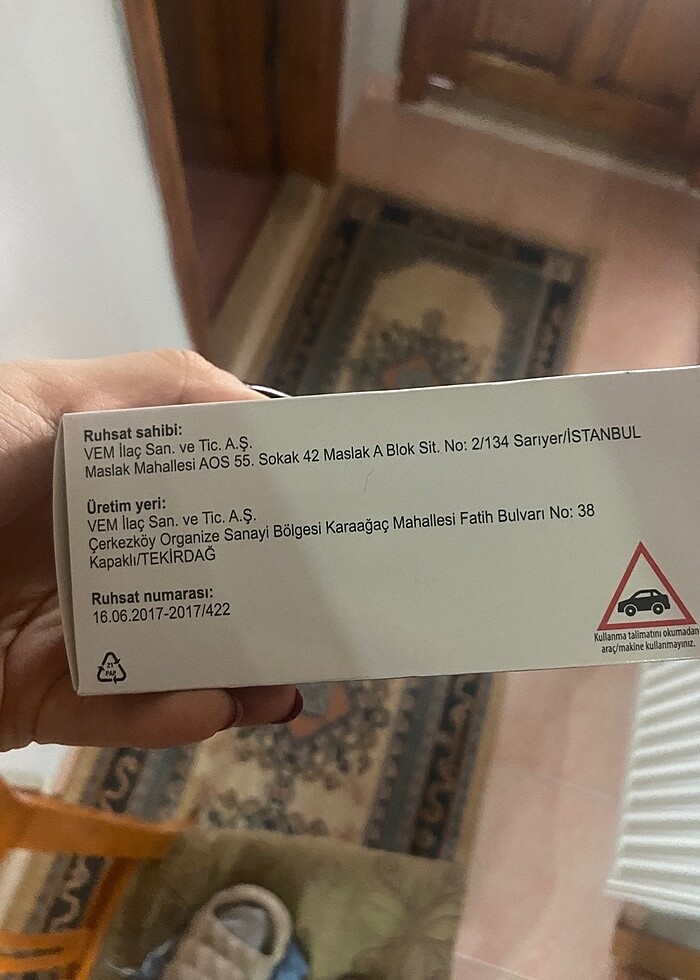 Ruhsat sahibi:
VEM İlaç San. ve Tic. A.Ş.
Maslak Mahallesi AOS 55. Sokak 42 Maslak A Blok Sit. No: 2/134 Sarıyer/İSTANBUL
Üretim yeri:
VEM İlaç San. ve Tic. A.Ş.
Çerkezköy Organize Sanayi Bölgesi Karaağaç Mahallesi Fatih Bulvarı No: 38
Kapaklı/TEKİRDAĞ
Ruhsat numarası:
16.06.2017-2017/422
21
PAP
Kullanma talimatını okumadan
araç/makine kullanmayınız.